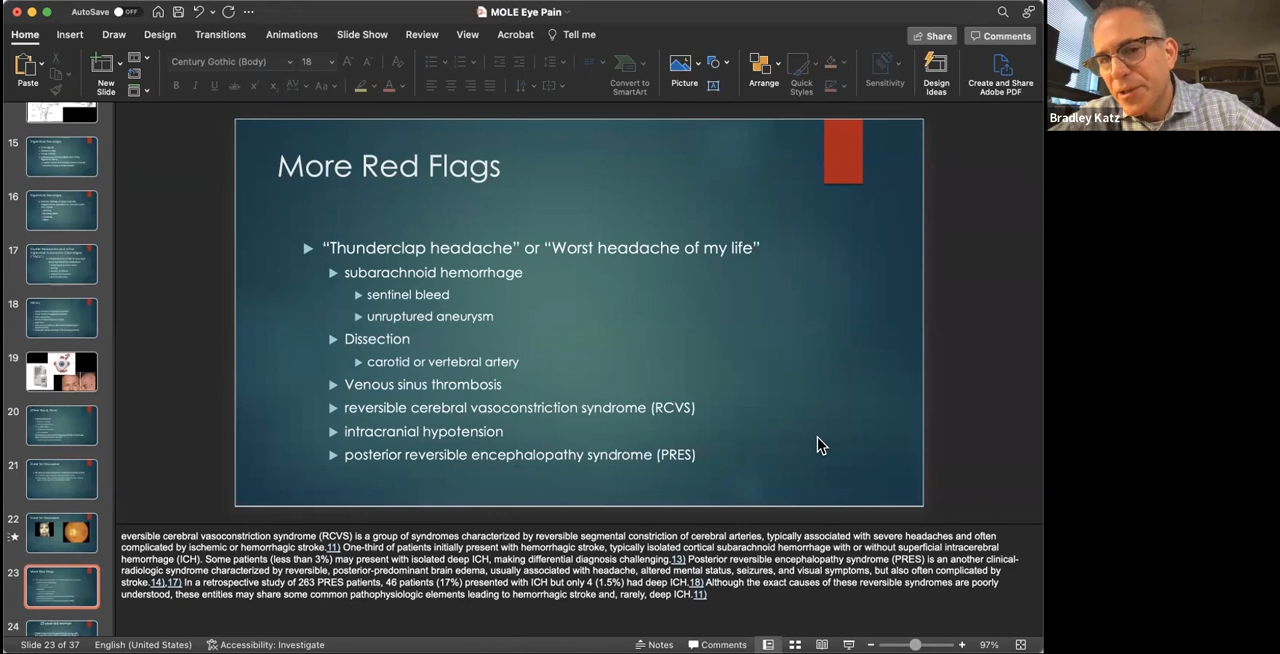 AutoSave OFF
MOLE Eye Pain
Home Insert Draw Design Transitions Animations Slide Show Review View Acrobat Tell me
Share Comments
Paste
New Slide
Century Gothic (Body) 18
Convert to SmartArt
Picture
Arrange
Quick Styles
Sensitivity
Design Ideas
Create and Share Adobe PDF
Bradley Katz
15
16
17
18
19
20
21
22
23
24
More Red Flags
“Thunderclap headache” or “Worst headache of my life”
subarachnoid hemorrhage
sentinel bleed
unruptured aneurysm
Dissection
carotid or vertebral artery
Venous sinus thrombosis
reversible cerebral vasoconstriction syndrome (RCVS)
intracranial hypotension
posterior reversible encephalopathy syndrome (PRES)
eversible cerebral vasoconstriction syndrome (RCVS) is a group of syndromes characterized by reversible segmental constriction of cerebral arteries, typically associated with severe headaches and often
complicated by ischemic or hemorrhagic stroke.11) One-third of patients initially present with hemorrhagic stroke, typically isolated cortical subarachnoid hemorrhage with or without superficial intracerebral
hemorrhage (ICH). Some patients (less than 3%) may present with isolated deep ICH, making differential diagnosis challenging.13) Posterior reversible encephalopathy syndrome (PRES) is another clinical-
radiologic syndrome characterized by reversible, posterior-predominant brain edema, usually associated with headache, altered mental status, seizures, and visual symptoms, but also often complicated by
stroke.14),17) In a retrospective study of 263 PRES patients, 46 patients (17%) presented with ICH but only 4 (1.5%) had deep ICH.18) Although the exact causes of these reversible syndromes are poorly
understood, these entities may share some common pathophysiologic elements leading to hemorrhagic stroke and, rarely, deep ICH.11)
Slide 23 of 37 English (United States) Accessibility: Investigate Notes Comments 97%